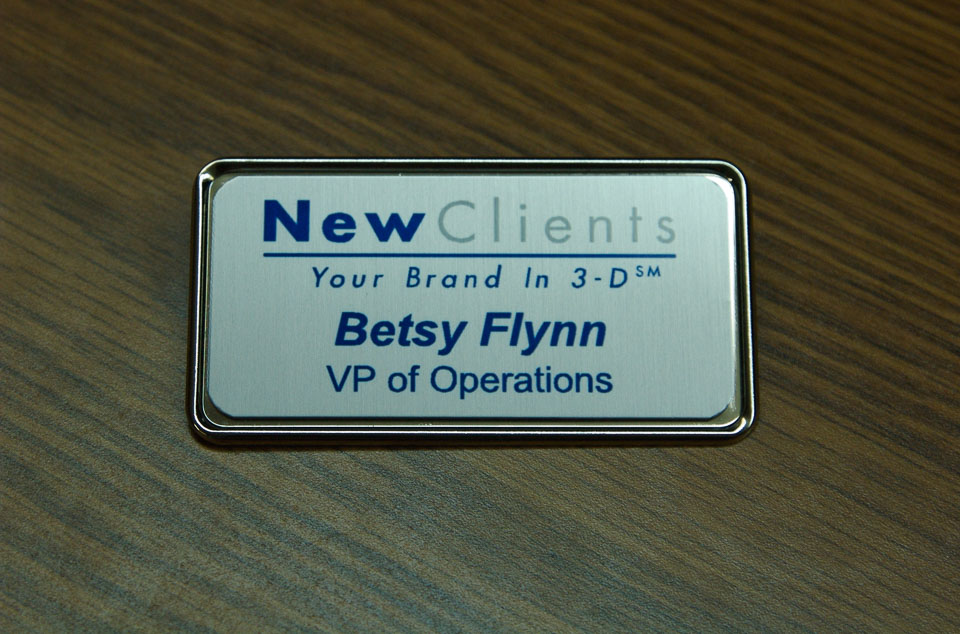 NewClients
Your Brand In 3-D℠
Betsy Flynn
VP of Operations